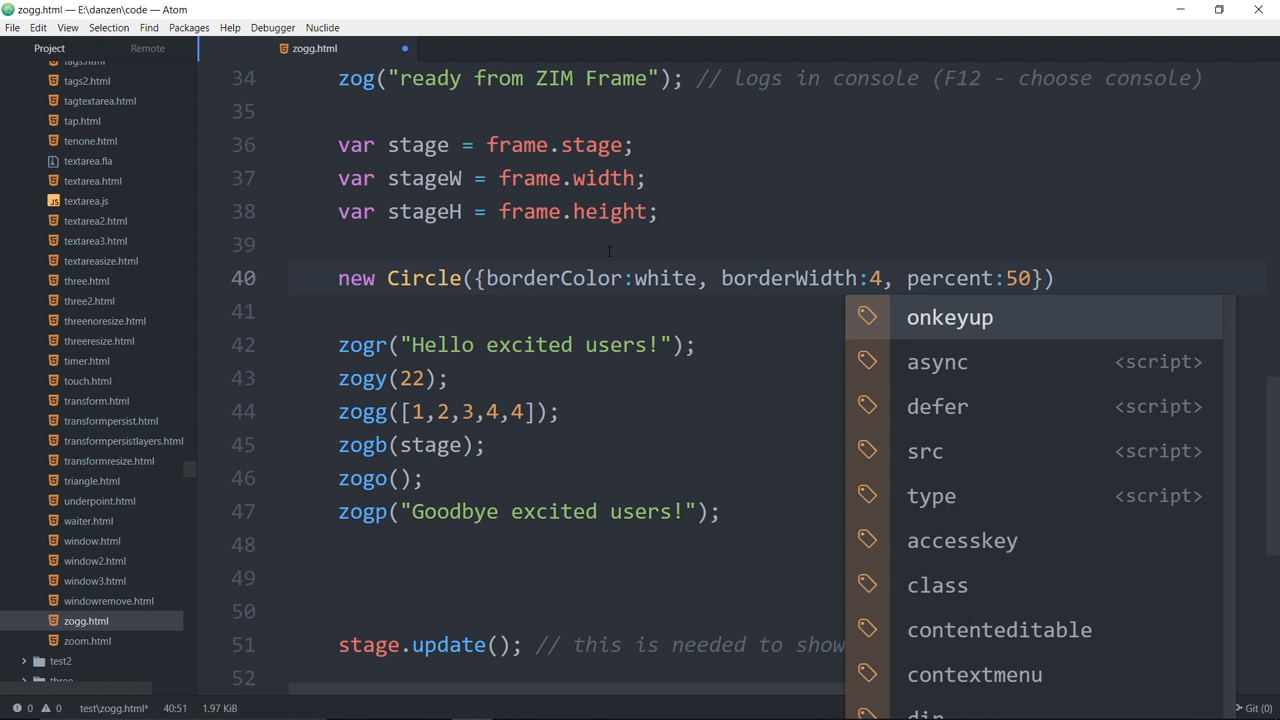 zogg.html — E:\danzen\code — Atom
File Edit View Selection Find Packages Help Debugger Nuclide
Project Remote
zogg.html
tags.html
tags2.html
tagtextarea.html
tap.html
tenone.html
textarea.fla
textarea.html
textarea.js
textarea2.html
textarea3.html
textareasize.html
three.html
three2.html
threenoresize.html
threeresize.html
timer.html
touch.html
transform.html
transformpersist.html
transformpersistlayers.html
transformresize.html
triangle.html
underpoint.html
waiter.html
window.html
window2.html
window3.html
windowremove.html
zogg.html
zoom.html
test2
three
34 zog("ready from ZIM Frame"); // logs in console (F12 - choose console)
35
36 var stage = frame.stage;
37 var stageW = frame.width;
38 var stageH = frame.height;
39
40 new Circle({borderColor:white, borderWidth:4, percent:50})
41
42 zogr("Hello excited users!");
43 zogy(22);
44 zogg([1,2,3,4,4]);
45 zogb(stage);
46 zogo();
47 zogp("Goodbye excited users!");
48
49
50
51 stage.update(); // this is needed to show
52
onkeyup
async <script>
defer <script>
src <script>
type <script>
accesskey
class
contenteditable
contextmenu
dir
0 0 test\zogg.html* 40:51 1.97 KiB
Git (0)